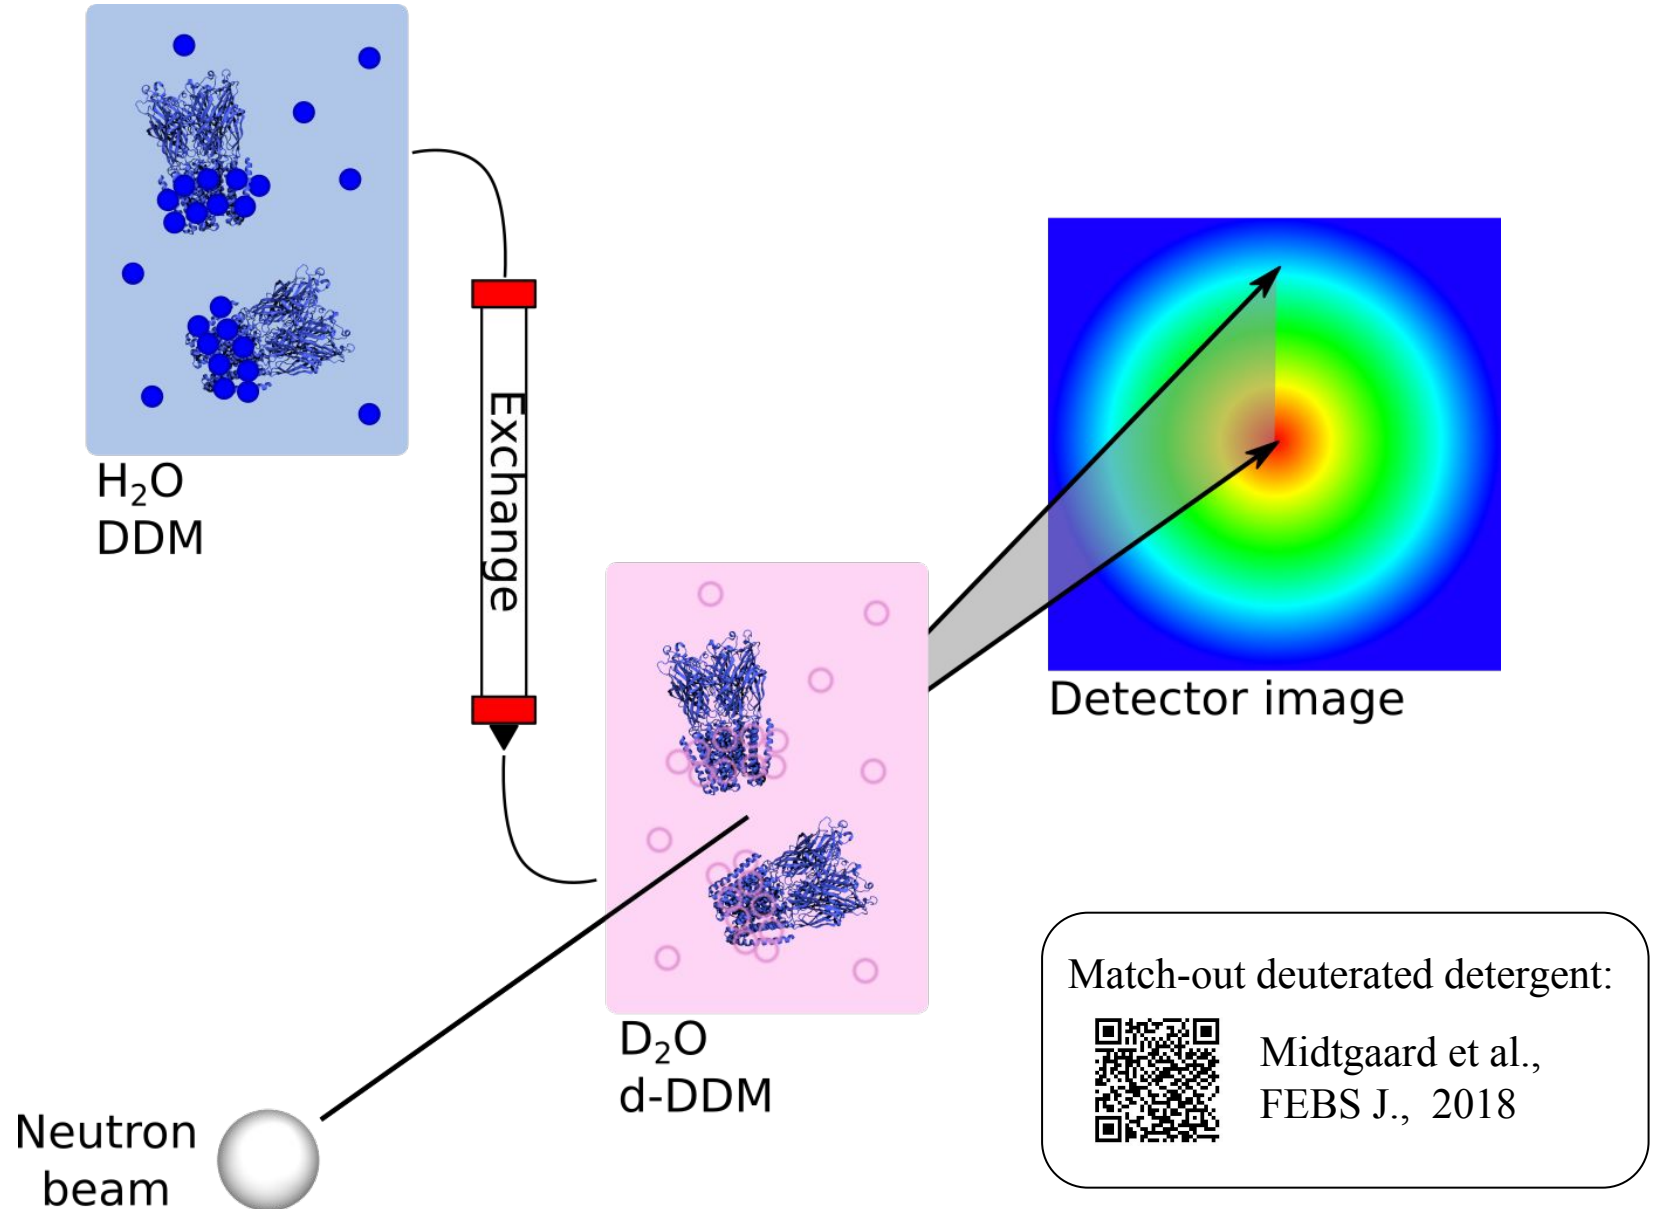 H₂O
DDM
Exchange
D₂O
d-DDM
Neutron
beam
Detector image
Match-out deuterated detergent:
Midtgaard et al.,
FEBS J., 2018